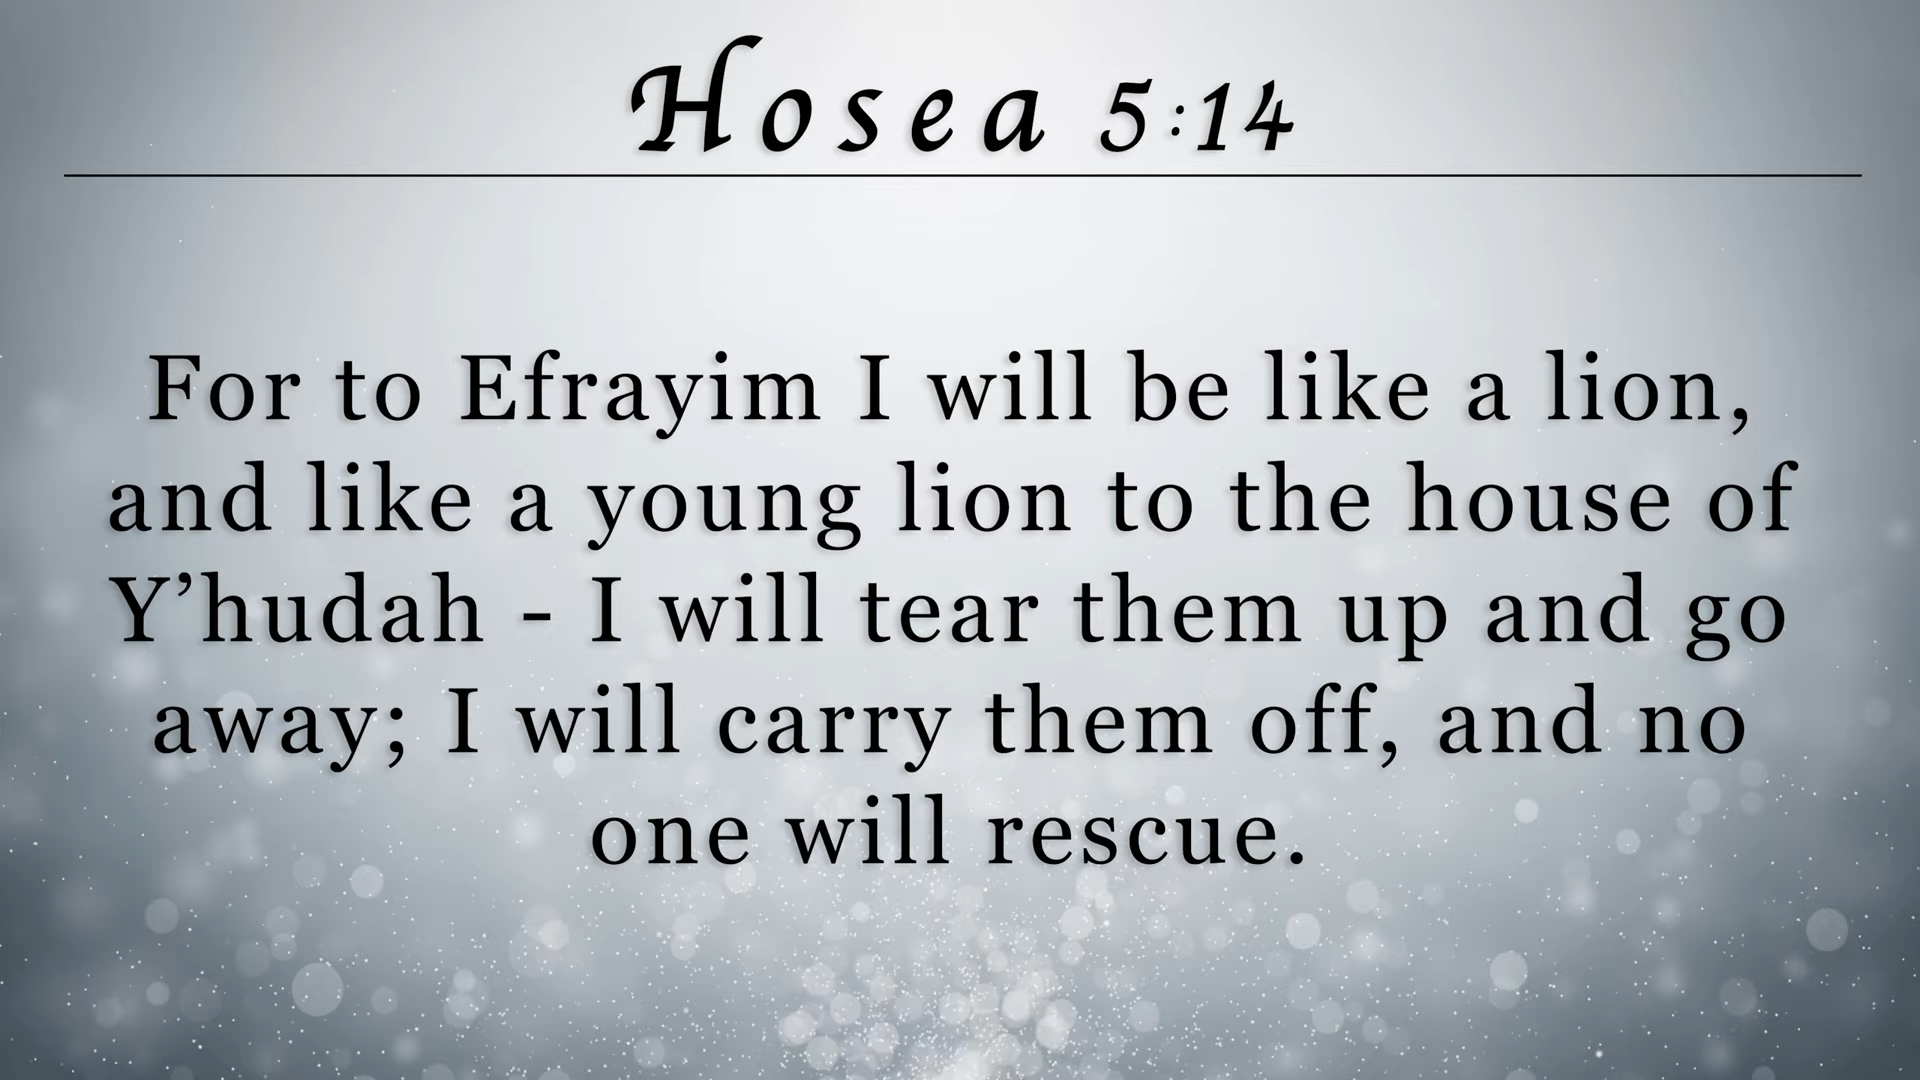 Hosea 5:14
For to Efrayim I will be like a lion,
and like a young lion to the house of
Y’hudah - I will tear them up and go
away; I will carry them off, and no
one will rescue.